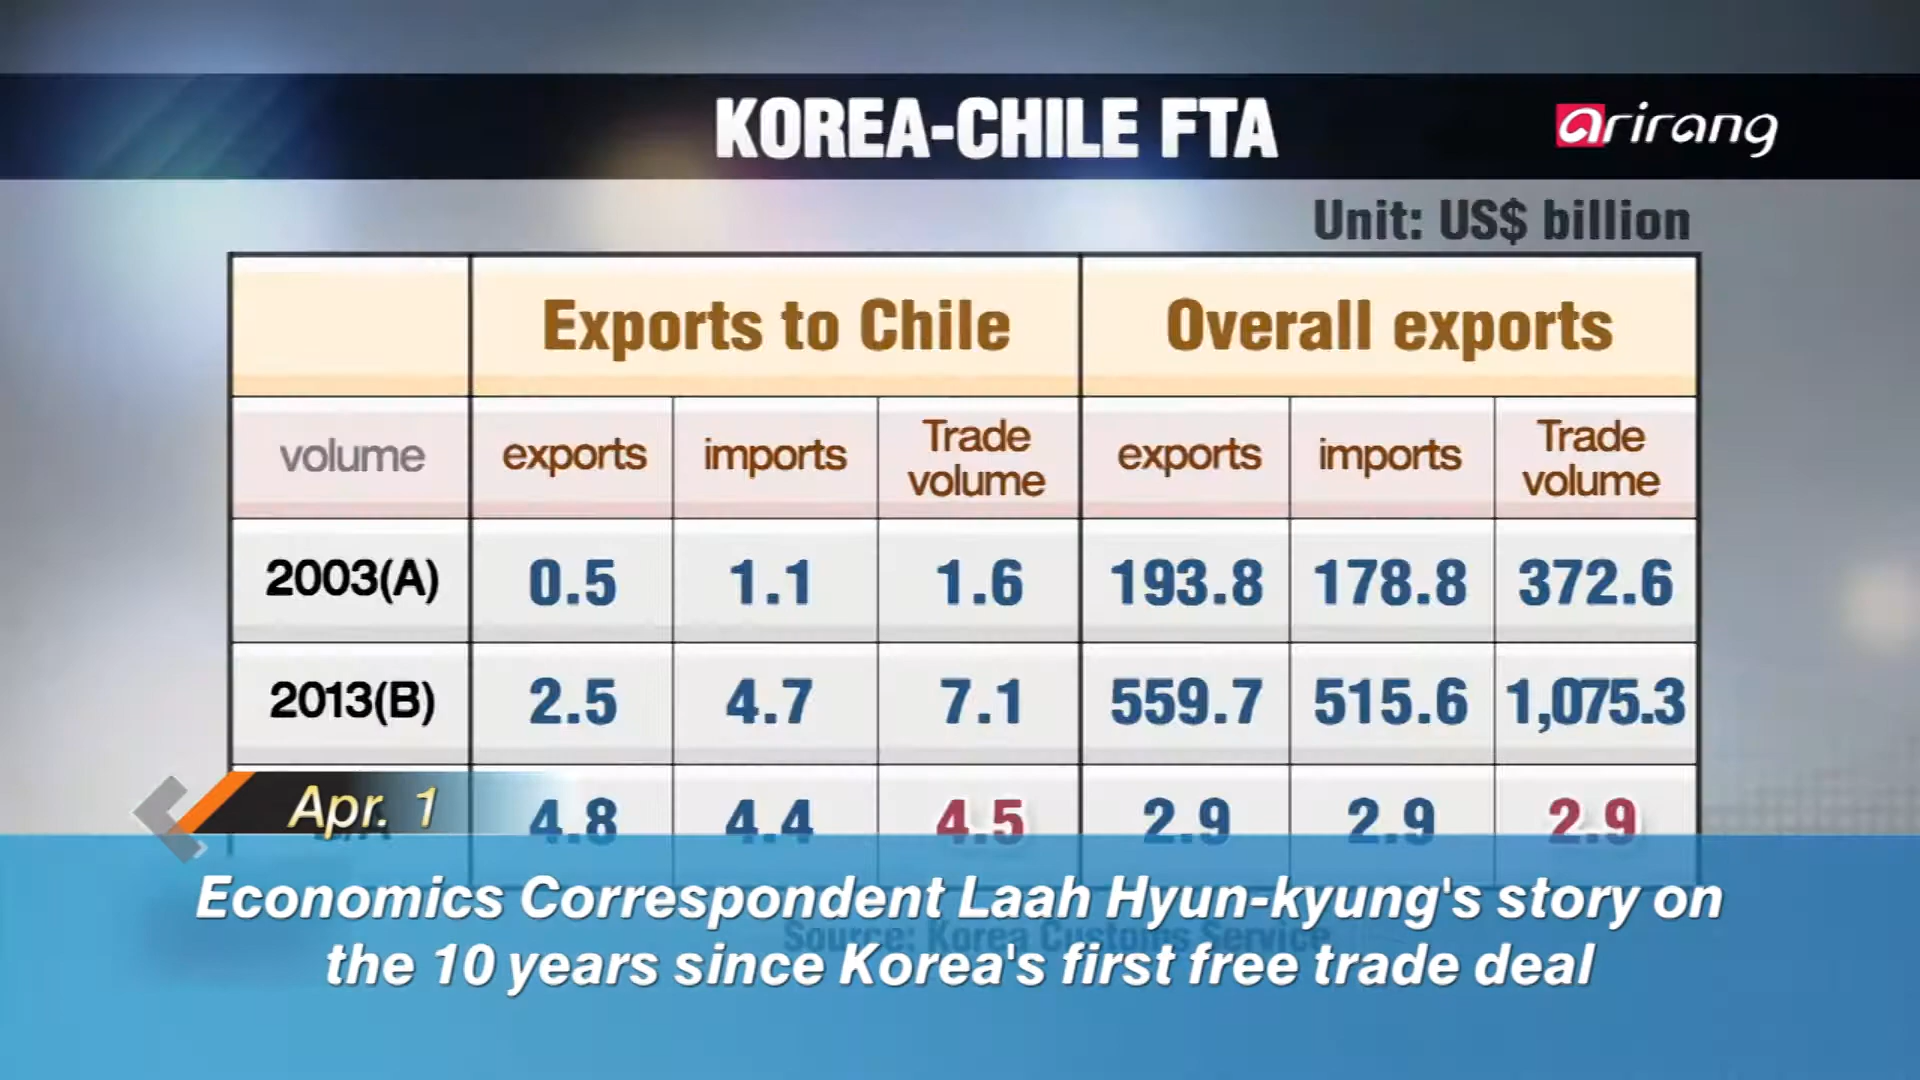 KOREA-CHILE FTA
arirang
Unit: US$ billion
Exports to Chile Overall exports
volume exports imports Trade volume exports imports Trade volume
2003(A) 0.5 1.1 1.6 193.8 178.8 372.6
2013(B) 2.5 4.7 7.1 559.7 515.6 1,075.3
4.8 4.4 4.5 2.9 2.9 2.9
Apr. 1
Economics Correspondent Laah Hyun-kyung's story on
Source: Korea Customs Service
the 10 years since Korea's first free trade deal